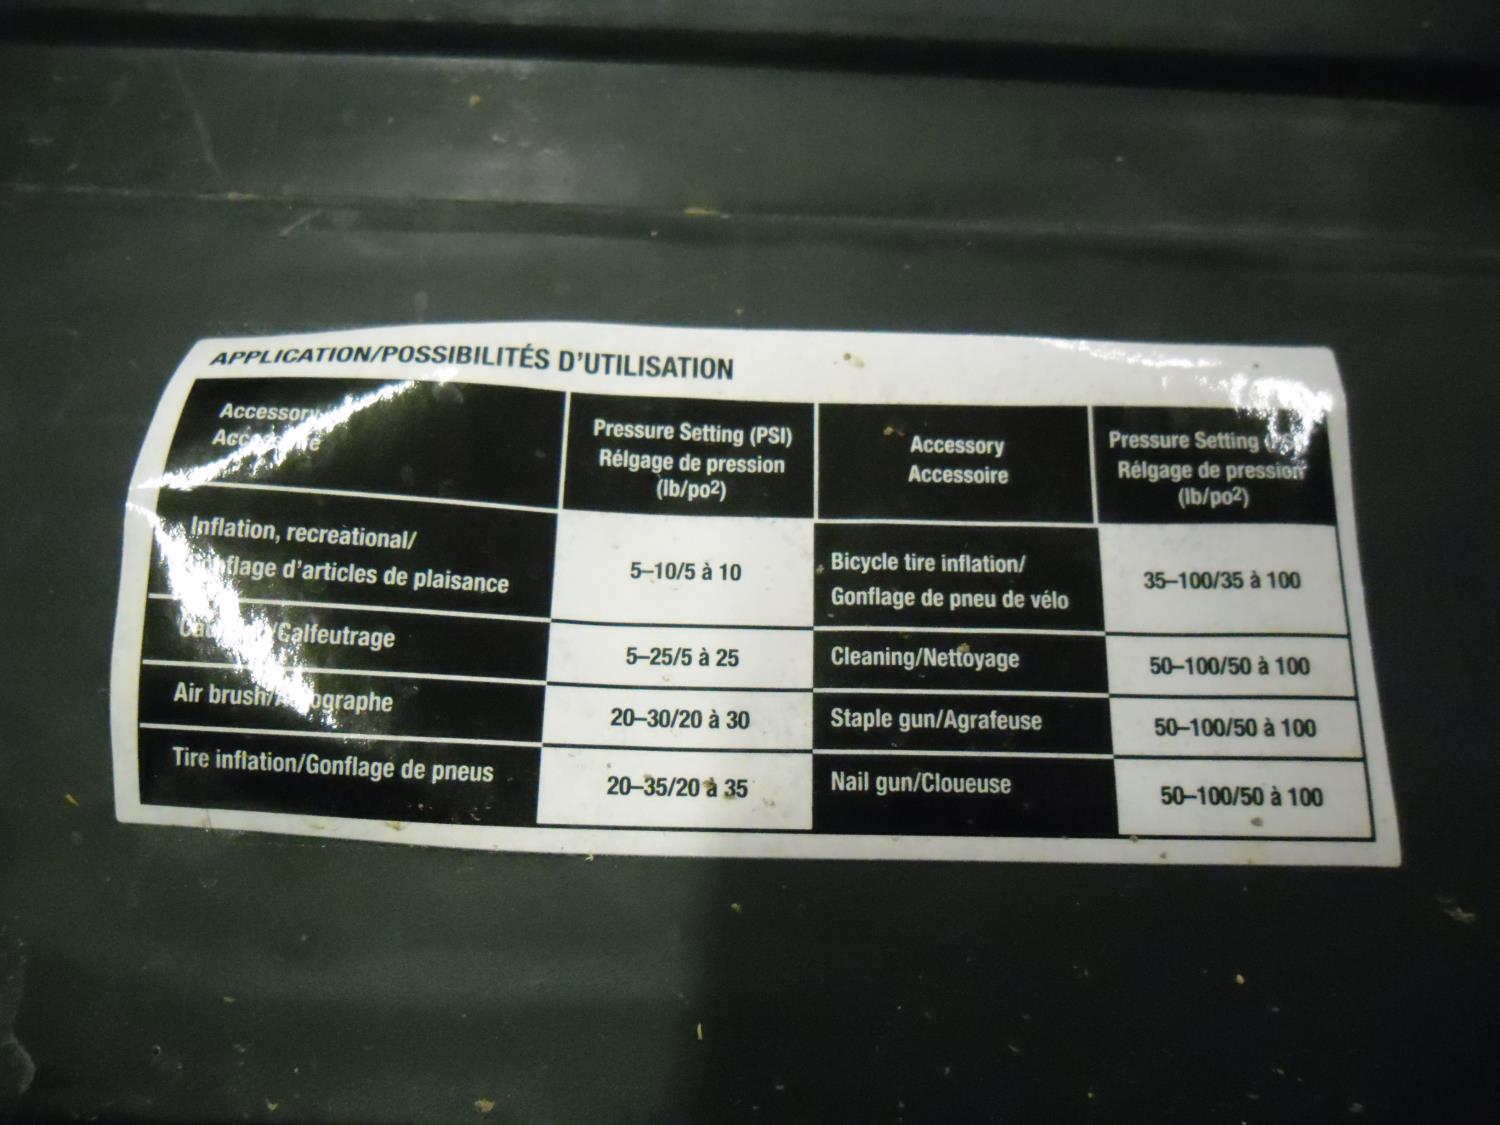 APPLICATION/POSSIBILITÉS D'UTILISATION
Accessory
Pressure Setting (PSI)
Rélgage de pression
(lb/po²)
Accessory
Accessoire
Pressure Setting
Rélgage de pression
(lb/po²)
Inflation, recreational/
d'articles de plaisance
5–10/5 à 10
Bicycle tire inflation/
Gonflage de pneu de vélo
35–100/35 à 100
/Calfeutrage
5–25/5 à 25
Cleaning/Nettoyage
50–100/50 à 100
Air brush/
20–30/20 à 30
Staple gun/Agrafeuse
50–100/50 à 100
Tire inflation/Gonflage de pneus
20–35/20 à 35
Nail gun/Cloueuse
50–100/50 à 100